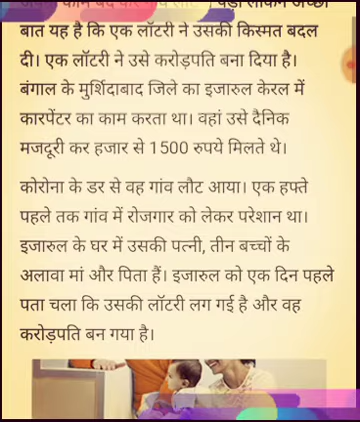 बात यह है कि एक लॉटरी ने उसकी किस्मत बदल
दी। एक लॉटरी ने उसे करोड़पति बना दिया है।
बंगाल के मुर्शिदाबाद जिले का इजारुल केरल में
कारपेंटर का काम करता था। वहां उसे दैनिक
मजदूरी कर हजार से 1500 रुपये मिलते थे।
कोरोना के डर से वह गांव लौट आया। एक हफ्ते
पहले तक गांव में रोजगार को लेकर परेशान था।
इजारुल के घर में उसकी पत्नी, तीन बच्चों के
अलावा मां और पिता हैं। इजारुल को एक दिन पहले
पता चला कि उसकी लॉटरी लग गई है और वह
करोड़पति बन गया है।